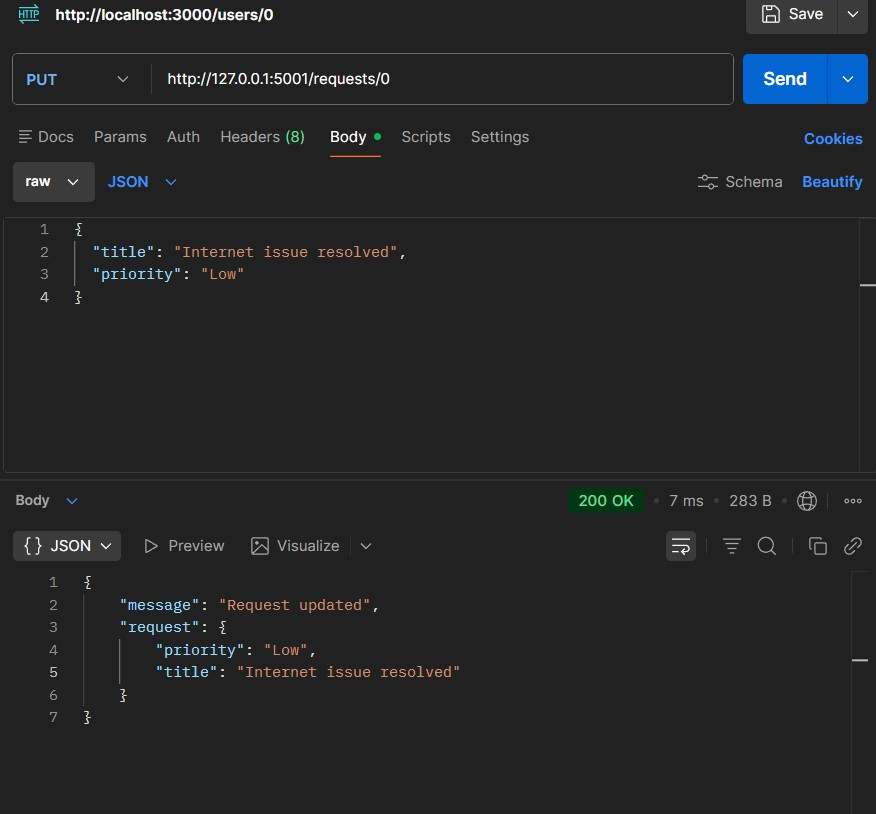 HTTP http://localhost:3000/users/0 Save
PUT http://127.0.0.1:5001/requests/0 Send
Docs Params Auth Headers (8) Body Scripts Settings Cookies
raw JSON Schema Beautify
1 {
2 "title": "Internet issue resolved",
3 "priority": "Low"
4 }
Body 200 OK • 7 ms • 283 B
{} JSON Preview Visualize
1 {
2 "message": "Request updated",
3 "request": {
4 "priority": "Low",
5 "title": "Internet issue resolved"
6 }
7 }